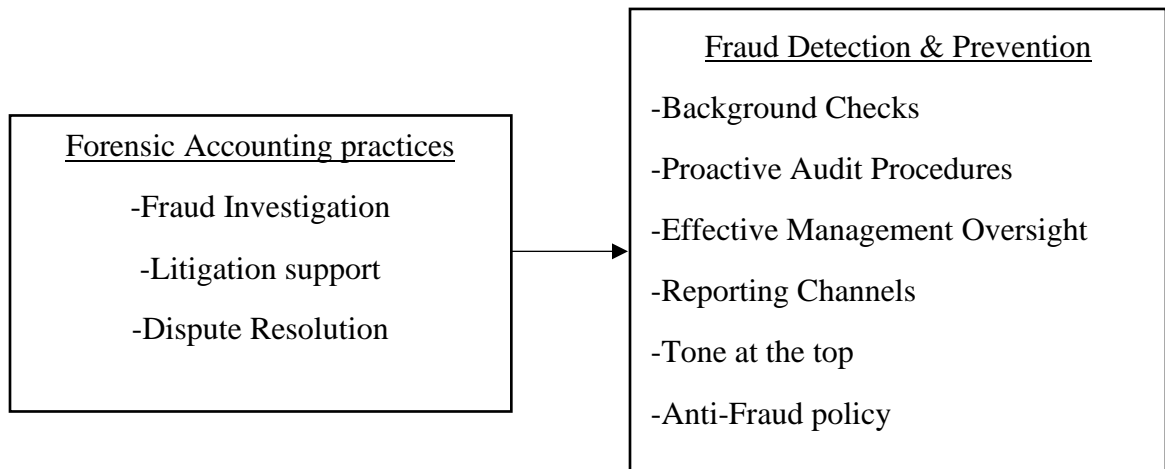 Forensic Accounting practices
-Fraud Investigation
-Litigation support
-Dispute Resolution
Fraud Detection & Prevention
-Background Checks
-Proactive Audit Procedures
-Effective Management Oversight
-Reporting Channels
-Tone at the top
-Anti-Fraud policy